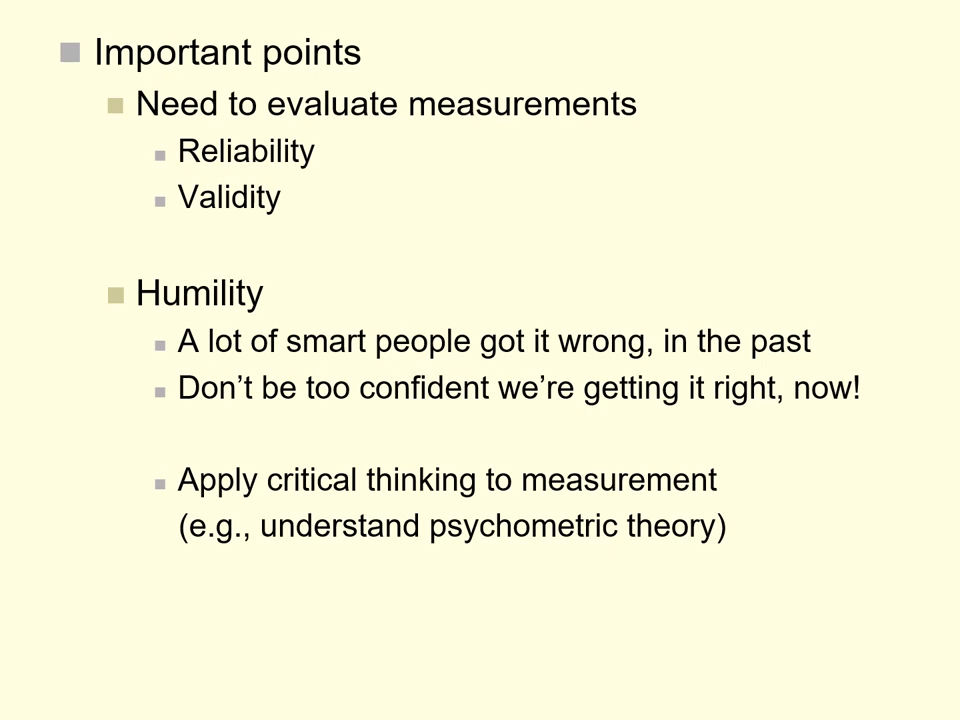 Important points
Need to evaluate measurements
Reliability
Validity
Humility
A lot of smart people got it wrong, in the past
Don’t be too confident we’re getting it right, now!
Apply critical thinking to measurement
(e.g., understand psychometric theory)